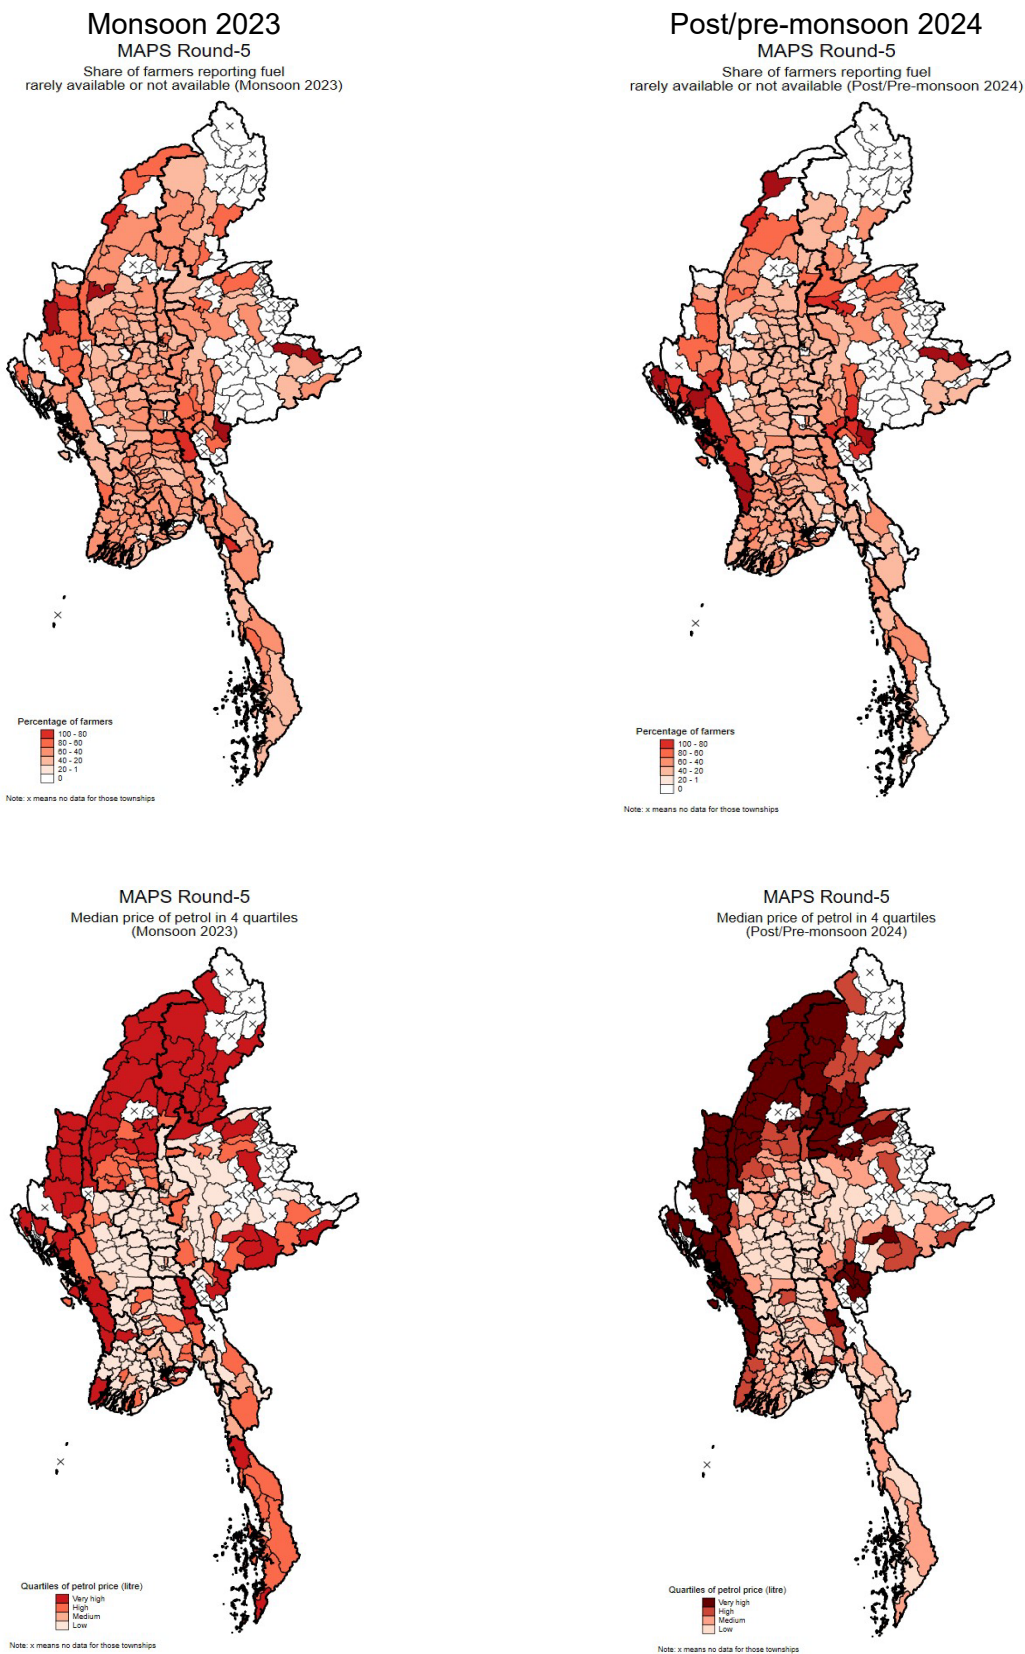 Monsoon 2023
MAPS Round-5
Share of farmers reporting fuel
rarely available or not available (Monsoon 2023)
Percentage of farmers
100 - 80
80 - 60
60 - 40
40 - 20
20 - 1
0
Note: x means no data for those townships
Post/pre-monsoon 2024
MAPS Round-5
Share of farmers reporting fuel
rarely available or not available (Post/Pre-monsoon 2024)
Percentage of farmers
100 - 80
80 - 60
60 - 40
40 - 20
20 - 1
0
Note: x means no data for those townships
MAPS Round-5
Median price of petrol in 4 quartiles
(Monsoon 2023)
Quartiles of petrol price (litre)
Very high
High
Medium
Low
Note: x means no data for those townships
MAPS Round-5
Median price of petrol in 4 quartiles
(Post/Pre-monsoon 2024)
Quartiles of petrol price (litre)
Very high
High
Medium
Low
Note: x means no data for those townships